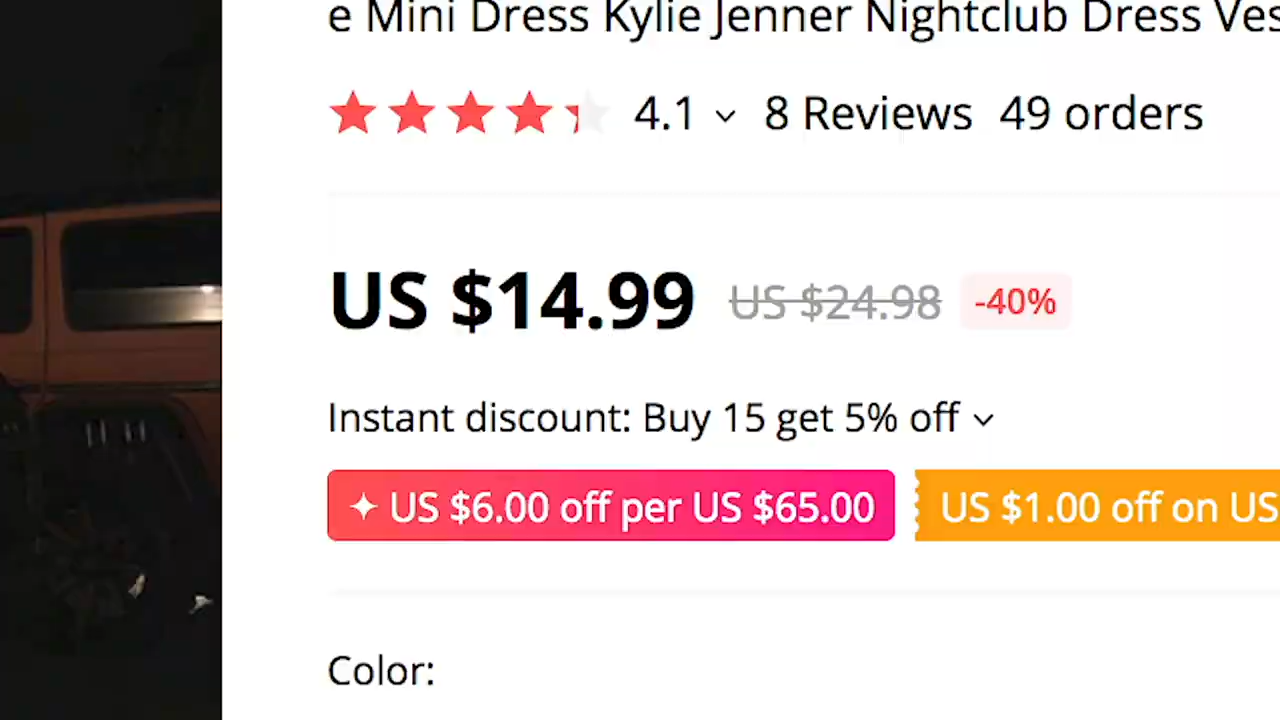 e Mini Dress Kylie Jenner Nightclub Dress Ves
4.1 8 Reviews 49 orders
US $14.99 US $24.98 -40%
Instant discount: Buy 15 get 5% off
US $6.00 off per US $65.00 US $1.00 off on US
Color: